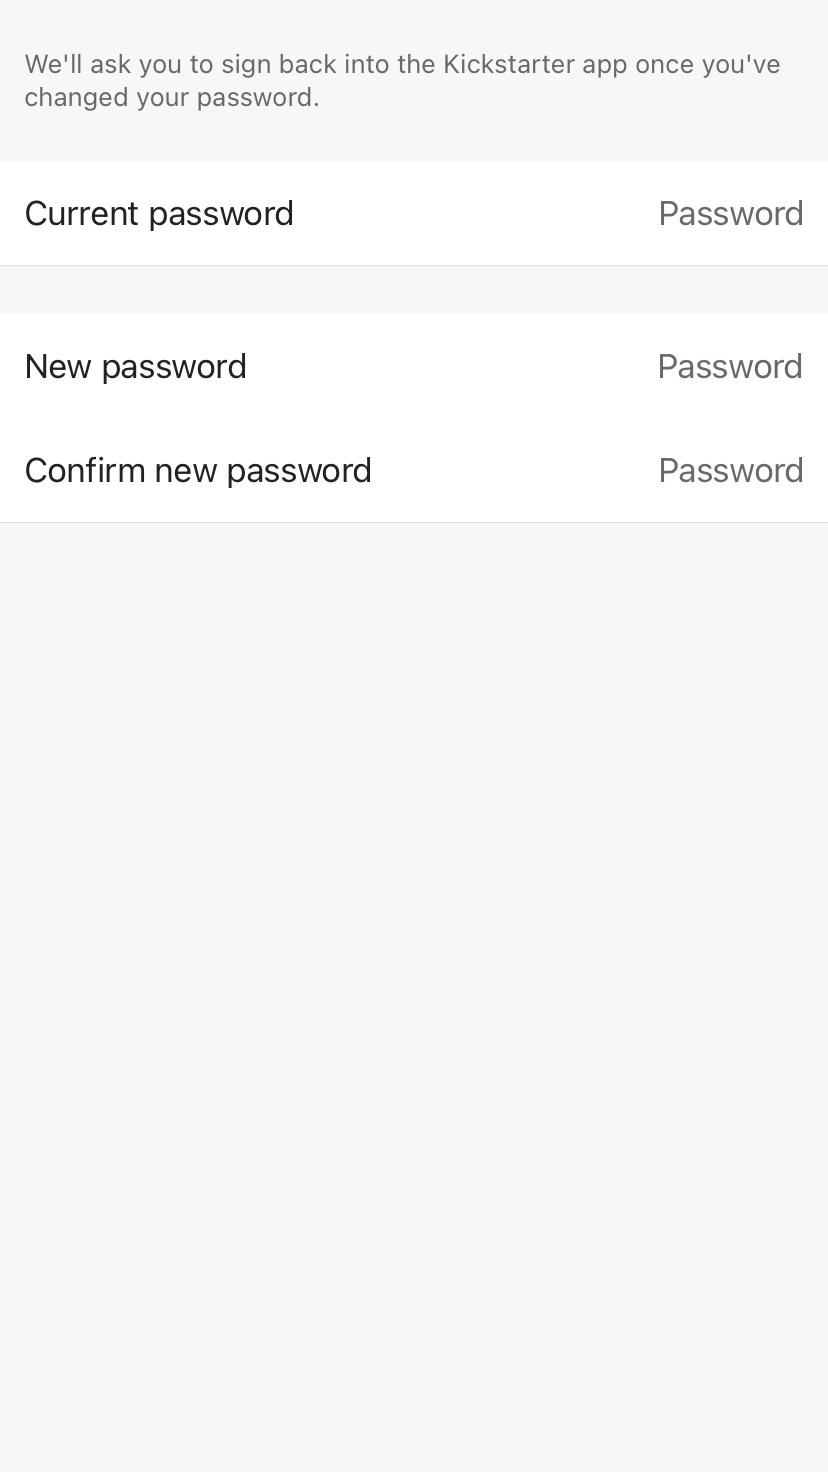 We'll ask you to sign back into the Kickstarter app once you've
changed your password.
Current password Password
New password Password
Confirm new password Password